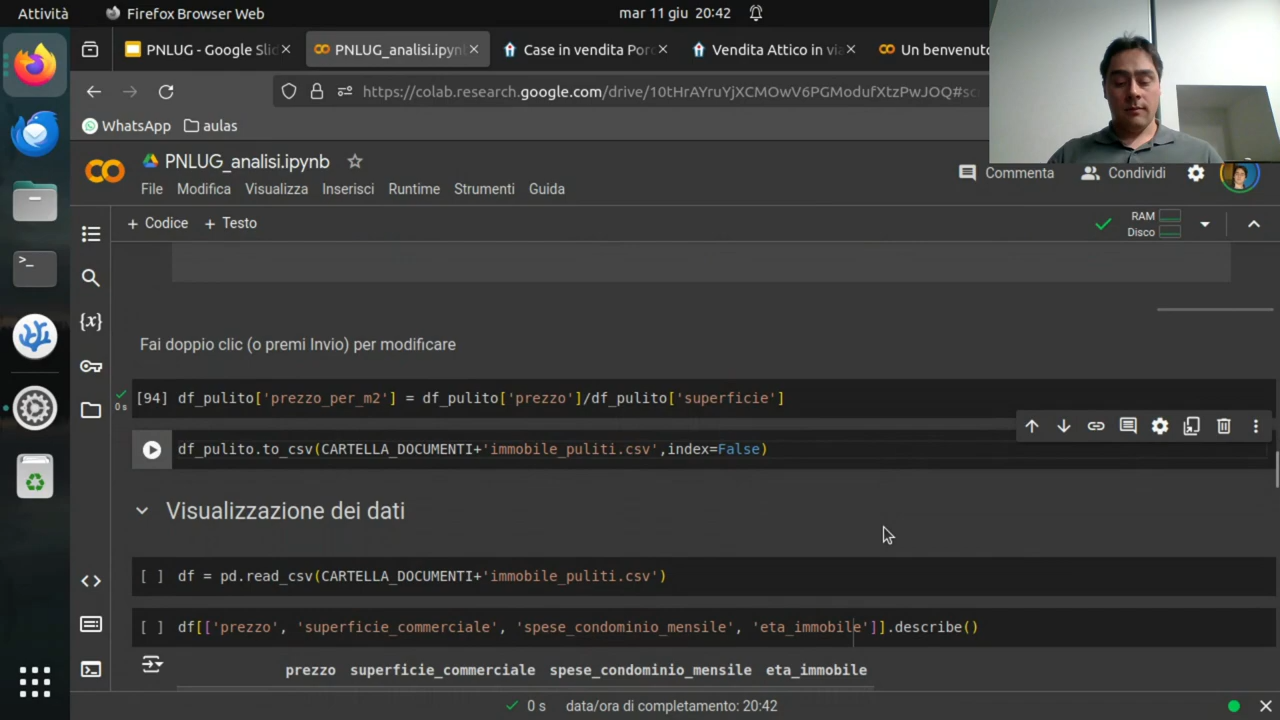 Attività
Firefox Browser Web
mar 11 giu 20:42
PNLUG - Google Slid
PNLUG_analisi.ipynb
Case in vendita Porc
Vendita Attico in via
Un benvenuto
https://colab.research.google.com/drive/10tHrAYruYjXCMOwV6PGModufXtzPwJOQ#sc
WhatsApp
aulas
PNLUG_analisi.ipynb
File Modifica Visualizza Inserisci Runtime Strumenti Guida
Commenta
Condividi
+ Codice + Testo
RAM
Disco
Fai doppio clic (o premi Invio) per modificare
0 s
[94] df_pulito['prezzo_per_m2'] = df_pulito['prezzo']/df_pulito['superficie']
df_pulito.to_csv(CARTELLA_DOCUMENTI+'immobile_puliti.csv',index=False)
Visualizzazione dei dati
[ ] df = pd.read_csv(CARTELLA_DOCUMENTI+'immobile_puliti.csv')
[ ] df[['prezzo', 'superficie_commerciale', 'spese_condominio_mensile', 'eta_immobile']].describe()
prezzo superficie_commerciale spese_condominio_mensile eta_immobile
0 s data/ora di completamento: 20:42